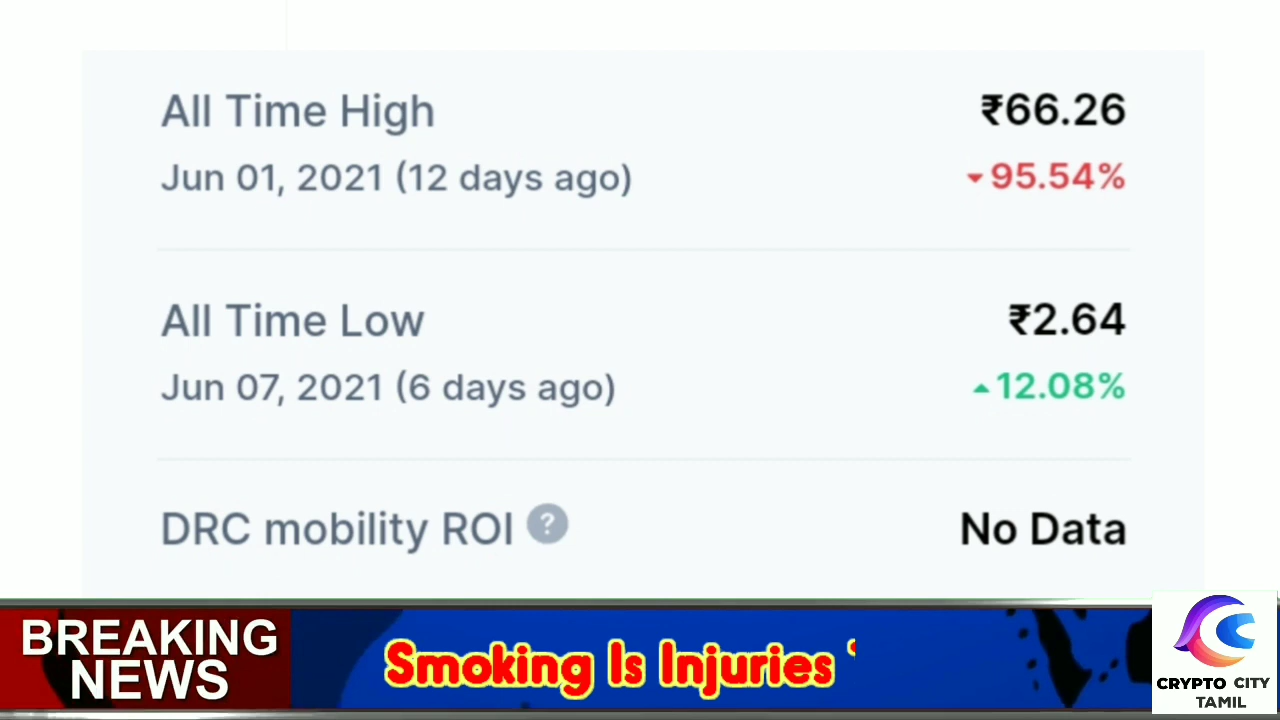 All Time High
₹66.26
Jun 01, 2021 (12 days ago)
▼95.54%
All Time Low
₹2.64
Jun 07, 2021 (6 days ago)
▲12.08%
DRC mobility ROI ?
No Data
BREAKING
NEWS
Smoking Is Injuries
CRYPTO CITY
TAMIL